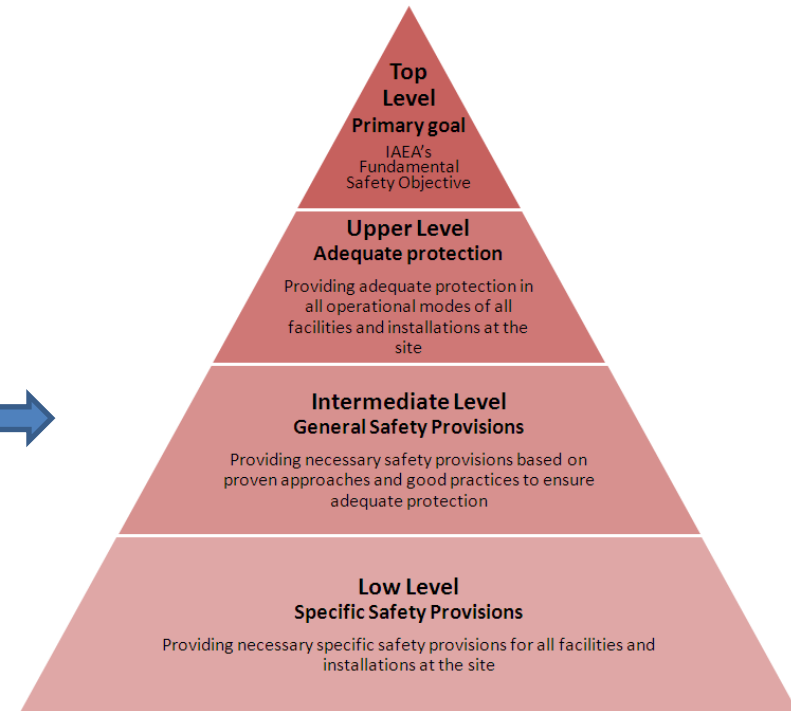 Top
Level
Primary goal
IAEA's
Fundamental
Safety Objective
Upper Level
Adequate protection
Providing adequate protection in
all operational modes of all
facilities and installations at the
site
Intermediate Level
General Safety Provisions
Providing necessary safety provisions based on
proven approaches and good practices to ensure
adequate protection
Low Level
Specific Safety Provisions
Providing necessary specific safety provisions for all facilities and
installations at the site